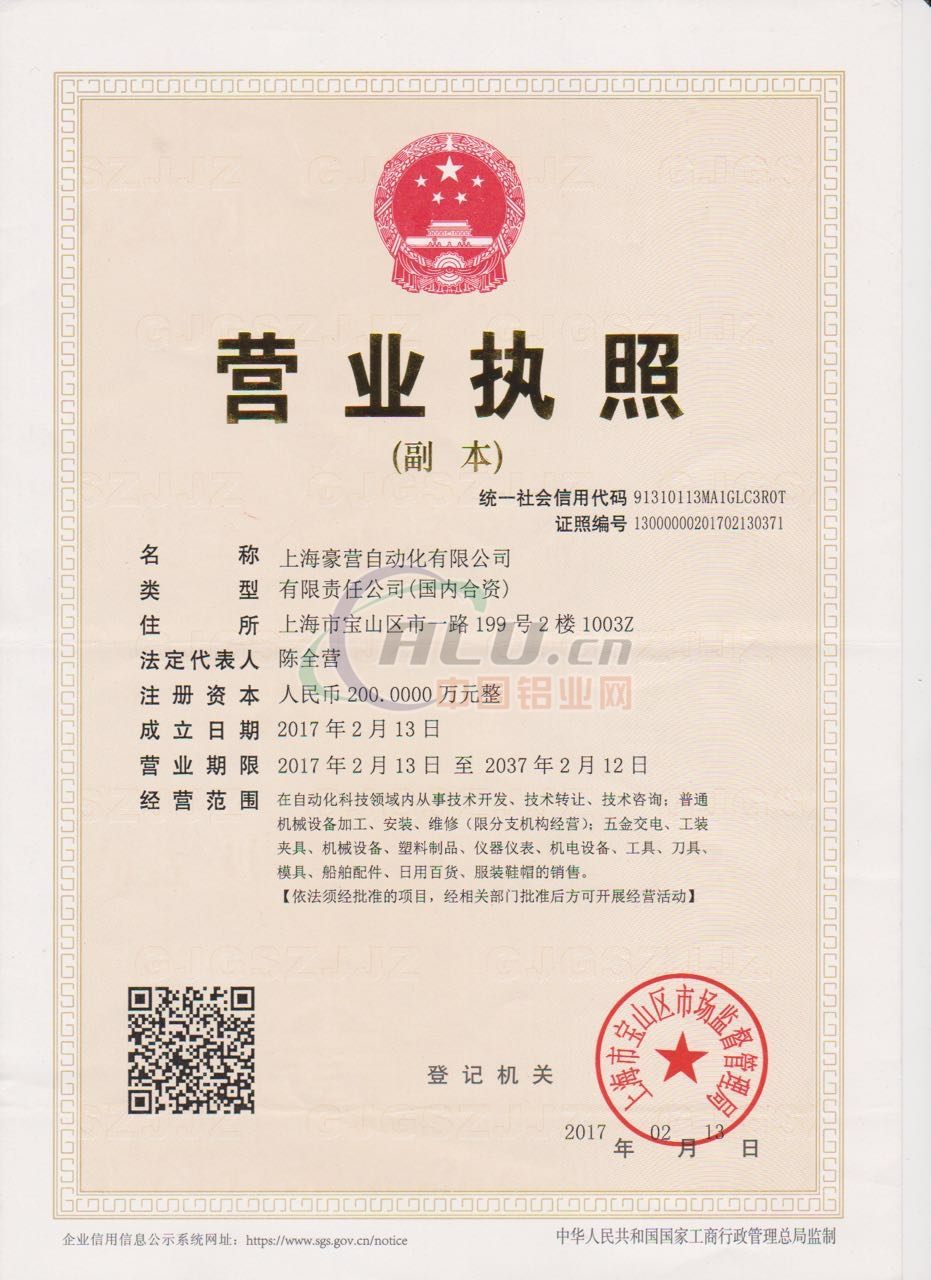 营业执照
(副 本)
统一社会信用代码 91310113MA1GLC3R0T
证照编号 13000000201702130371
名 称 上海豪营自动化有限公司
类 型 有限责任公司(国内合资)
住 所 上海市宝山区市一路199号2楼1003Z
法定代表人 陈全营
注册资本 人民币200.0000万元整
成立日期 2017年2月13日
营业期限 2017年2月13日 至 2037年2月12日
经营范围 在自动化科技领域内从事技术开发、技术转让、技术咨询；普通
机械设备加工、安装、维修（限分支机构经营）；五金交电、工装
夹具、机械设备、塑料制品、仪器仪表、机电设备、工具、刀具、
模具、船舶配件、日用百货、服装鞋帽的销售。
【依法须经批准的项目，经相关部门批准后方可开展经营活动】
ALU.cn
中国铝业网
登记机关
上海市宝山区市场监督管理局
2017年02月13日
企业信用信息公示系统网址：https://www.sgs.gov.cn/notice
中华人民共和国国家工商行政管理总局监制